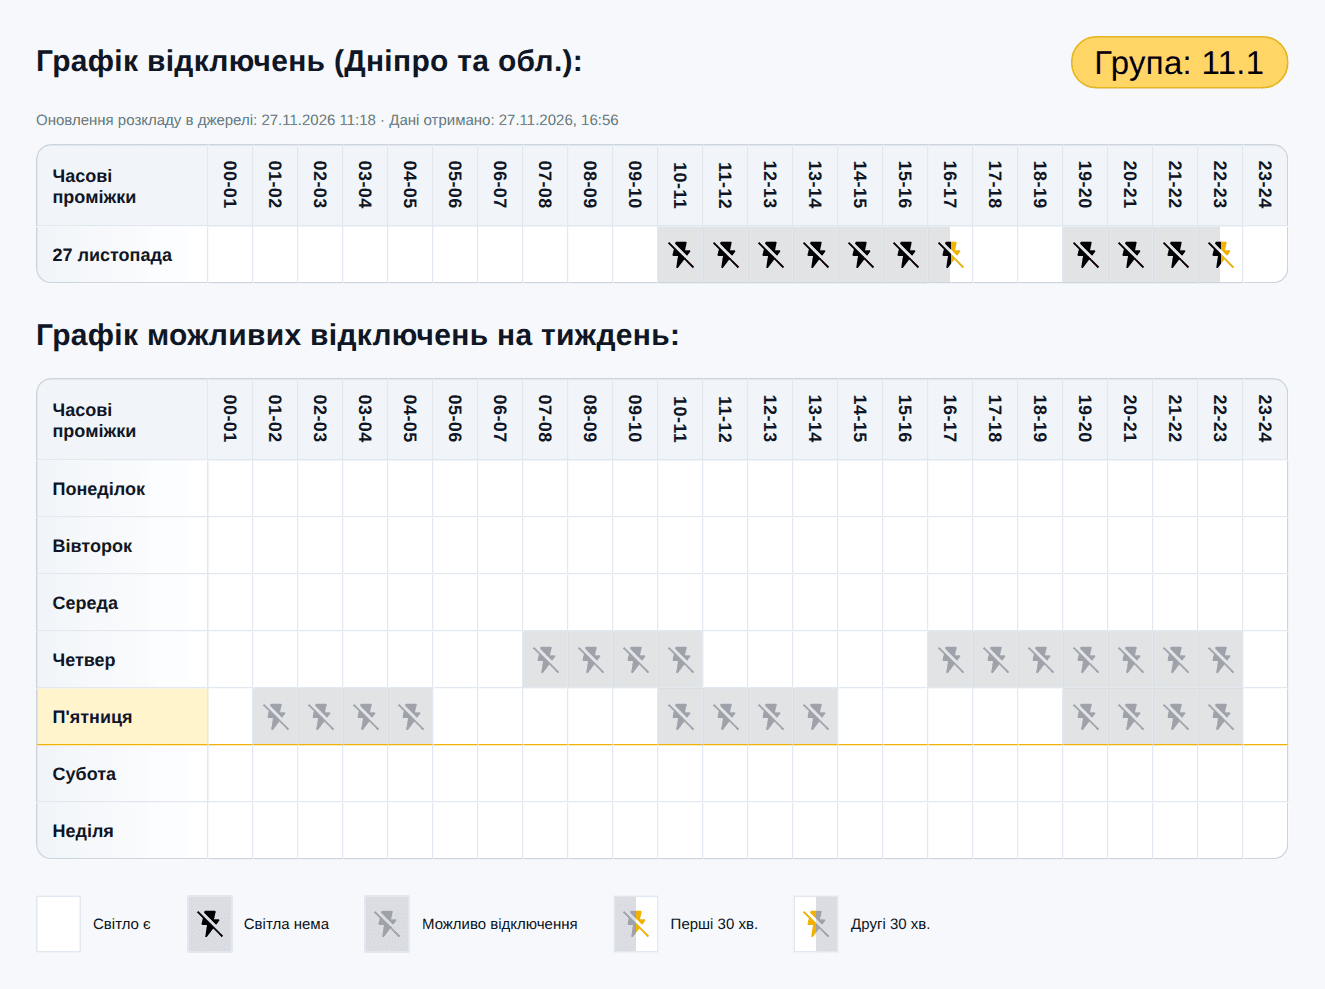 Графік відключень (Дніпро та обл.):
Група: 11.1
Оновлення розкладу в джерелі: 27.11.2026 11:18 · Дані отримано: 27.11.2026, 16:56
Часові
проміжки
00-01 01-02 02-03 03-04 04-05 05-06 06-07 07-08 08-09 09-10 10-11 11-12 12-13 13-14 14-15 15-16 16-17 17-18 18-19 19-20 20-21 21-22 22-23 23-24
27 листопада
Графік можливих відключень на тиждень:
Часові
проміжки
00-01 01-02 02-03 03-04 04-05 05-06 06-07 07-08 08-09 09-10 10-11 11-12 12-13 13-14 14-15 15-16 16-17 17-18 18-19 19-20 20-21 21-22 22-23 23-24
Понеділок
Вівторок
Середа
Четвер
П'ятниця
Субота
Неділя
Світло є
Світла нема
Можливо відключення
Перші 30 хв.
Другі 30 хв.